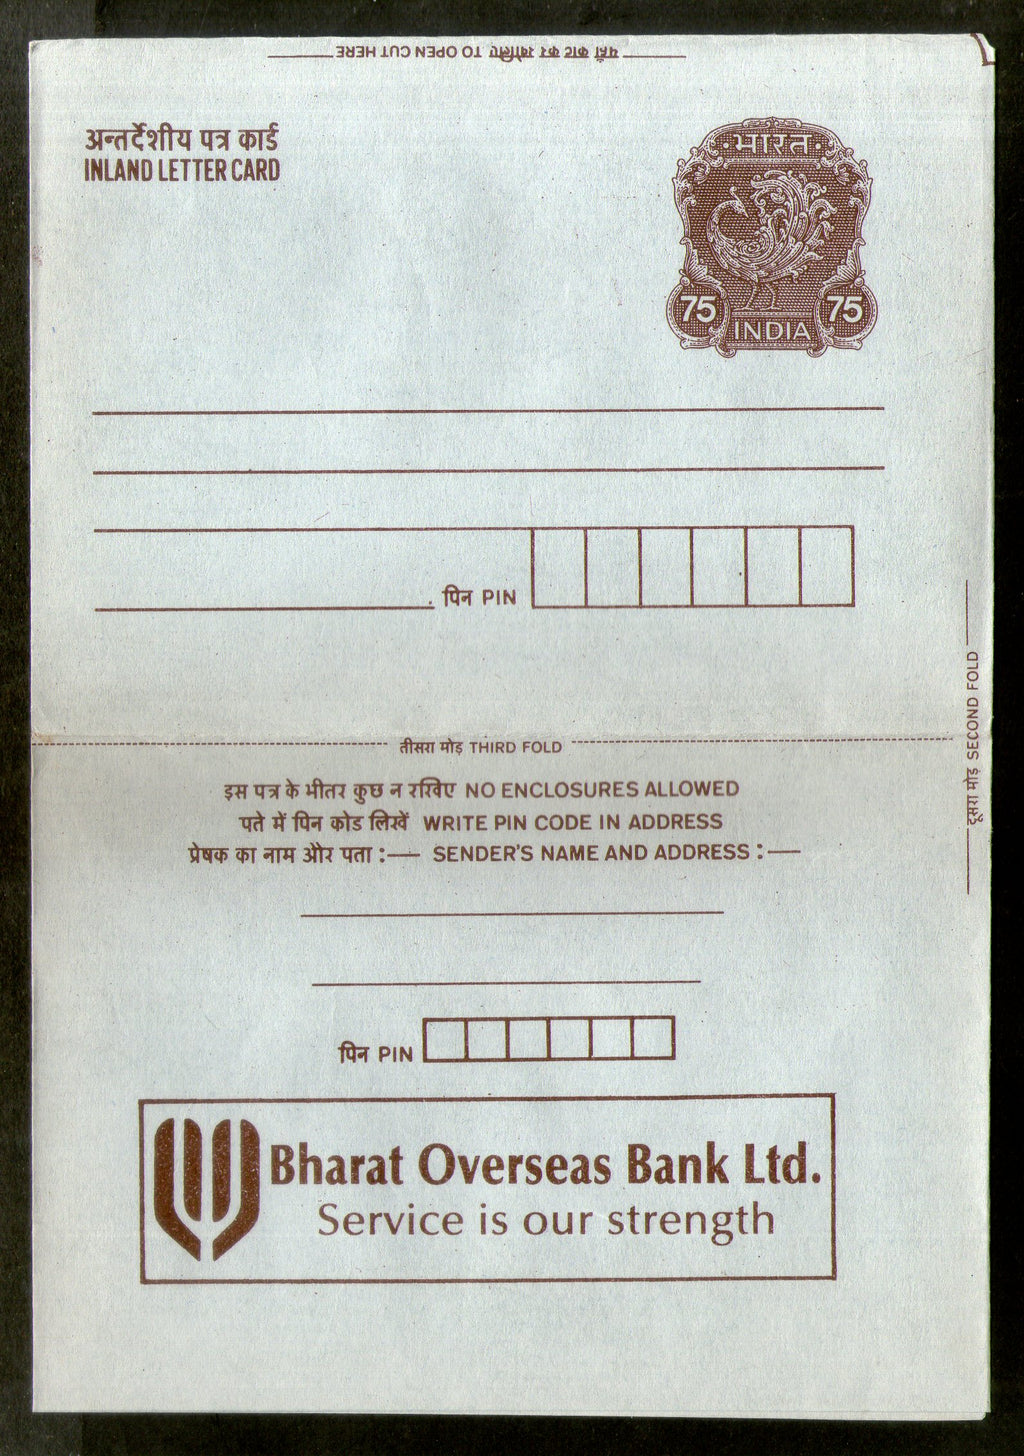 यहाँ काट कर खोलिए TO OPEN CUT HERE
अन्तर्देशीय पत्र कार्ड
INLAND LETTER CARD
भारत
75 75
INDIA
पिन PIN
तीसरा मोड़ THIRD FOLD
दूसरा मोड़ SECOND FOLD
इस पत्र के भीतर कुछ न रखिए NO ENCLOSURES ALLOWED
पते में पिन कोड लिखें WRITE PIN CODE IN ADDRESS
प्रेषक का नाम और पता :— SENDER'S NAME AND ADDRESS :—
पिन PIN
Bharat Overseas Bank Ltd.
Service is our strength